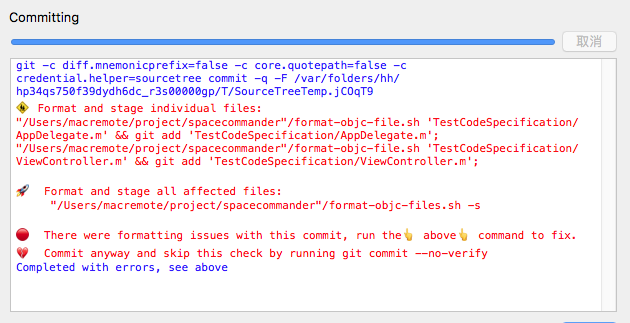 Committing
取消
git -c diff.mnemonicprefix=false -c core.quotepath=false -c
credential.helper=sourcetree commit -q -F /var/folders/hh/
hp34qs750f39dydh6dc_r3s00000gp/T/SourceTreeTemp.jCOqT9
🚸 Format and stage individual files:
"/Users/macremote/project/spacecommander"/format-objc-file.sh 'TestCodeSpecification/
AppDelegate.m' && git add 'TestCodeSpecification/AppDelegate.m';
"/Users/macremote/project/spacecommander"/format-objc-file.sh 'TestCodeSpecification/
ViewController.m' && git add 'TestCodeSpecification/ViewController.m';
🚀 Format and stage all affected files:
"/Users/macremote/project/spacecommander"/format-objc-files.sh -s
🔴 There were formatting issues with this commit, run the👆 above👆 command to fix.
💔 Commit anyway and skip this check by running git commit --no-verify
Completed with errors, see above